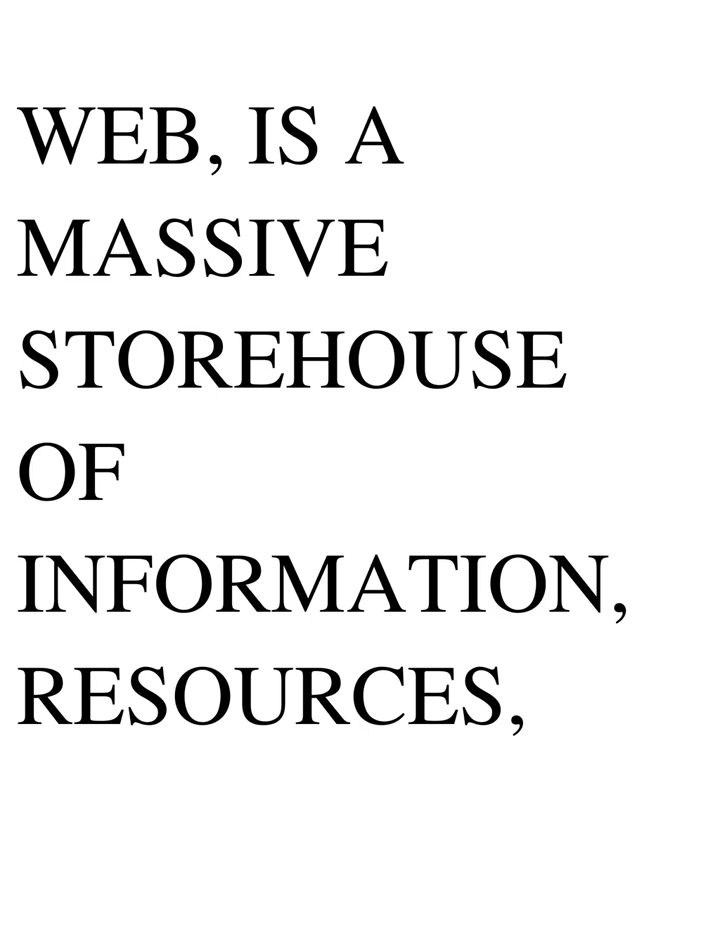 WEB, IS A
MASSIVE
STOREHOUSE
OF
INFORMATION,
RESOURCES,